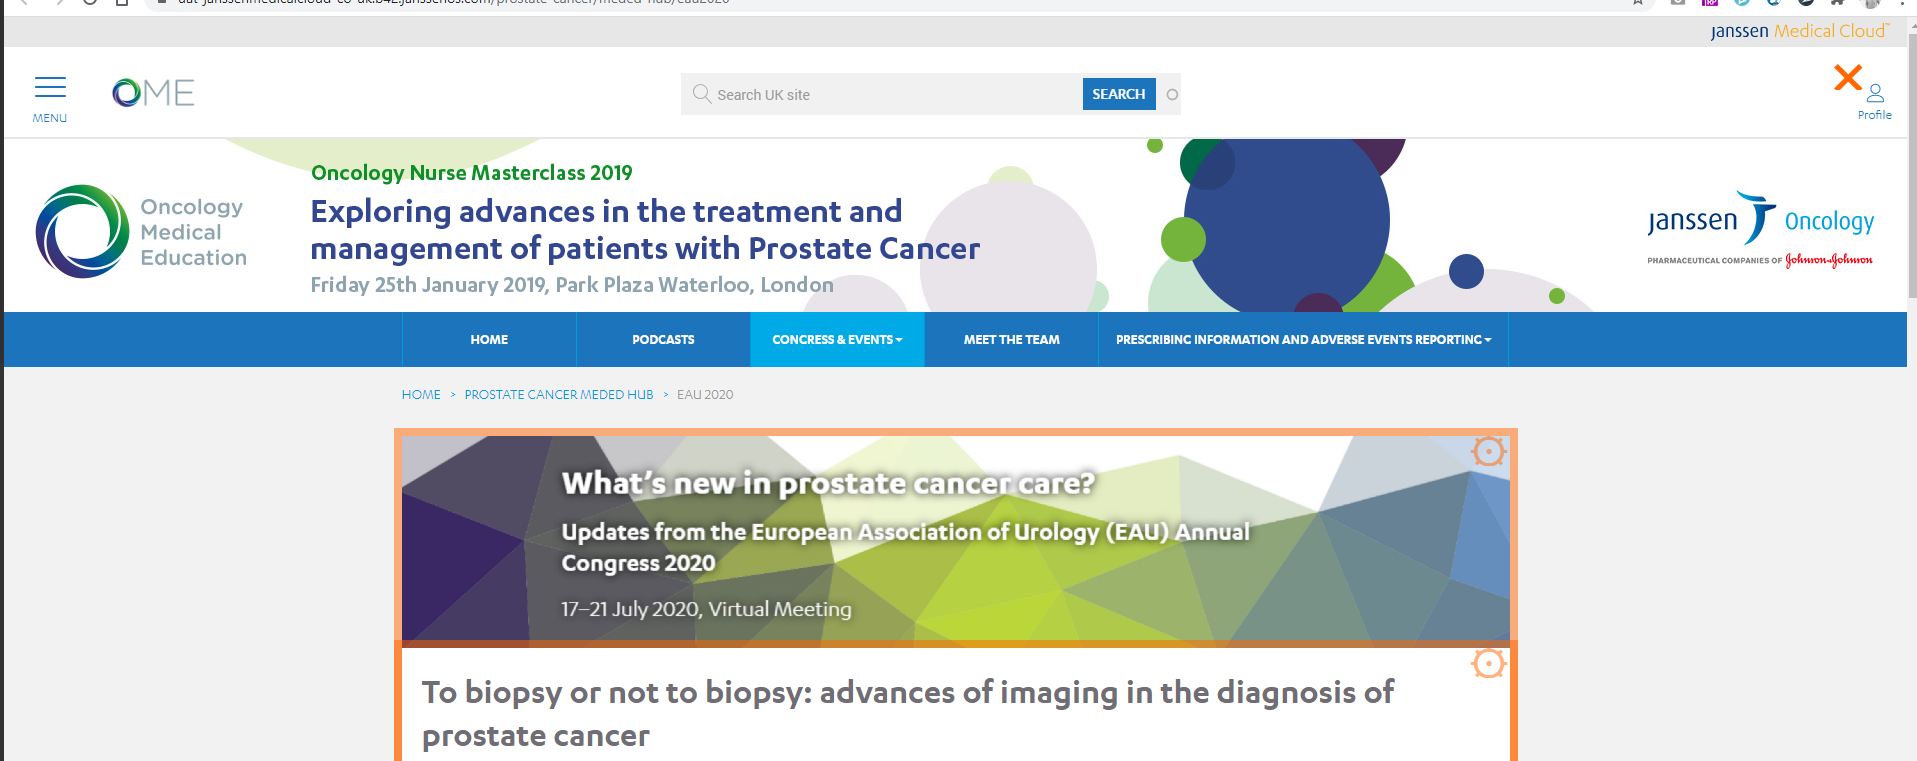 janssen Medical Cloud™
MENU
OME
Search UK site
SEARCH
Profile
Oncology
Medical
Education
Oncology Nurse Masterclass 2019
Exploring advances in the treatment and
management of patients with Prostate Cancer
Friday 25th January 2019, Park Plaza Waterloo, London
janssen Oncology
PHARMACEUTICAL COMPANIES OF Johnson & Johnson
HOME
PODCASTS
CONGRESS & EVENTS
MEET THE TEAM
PRESCRIBING INFORMATION AND ADVERSE EVENTS REPORTING
HOME > PROSTATE CANCER MEDED HUB > EAU 2020
What's new in prostate cancer care?
Updates from the European Association of Urology (EAU) Annual
Congress 2020
17–21 July 2020, Virtual Meeting
To biopsy or not to biopsy: advances of imaging in the diagnosis of
prostate cancer